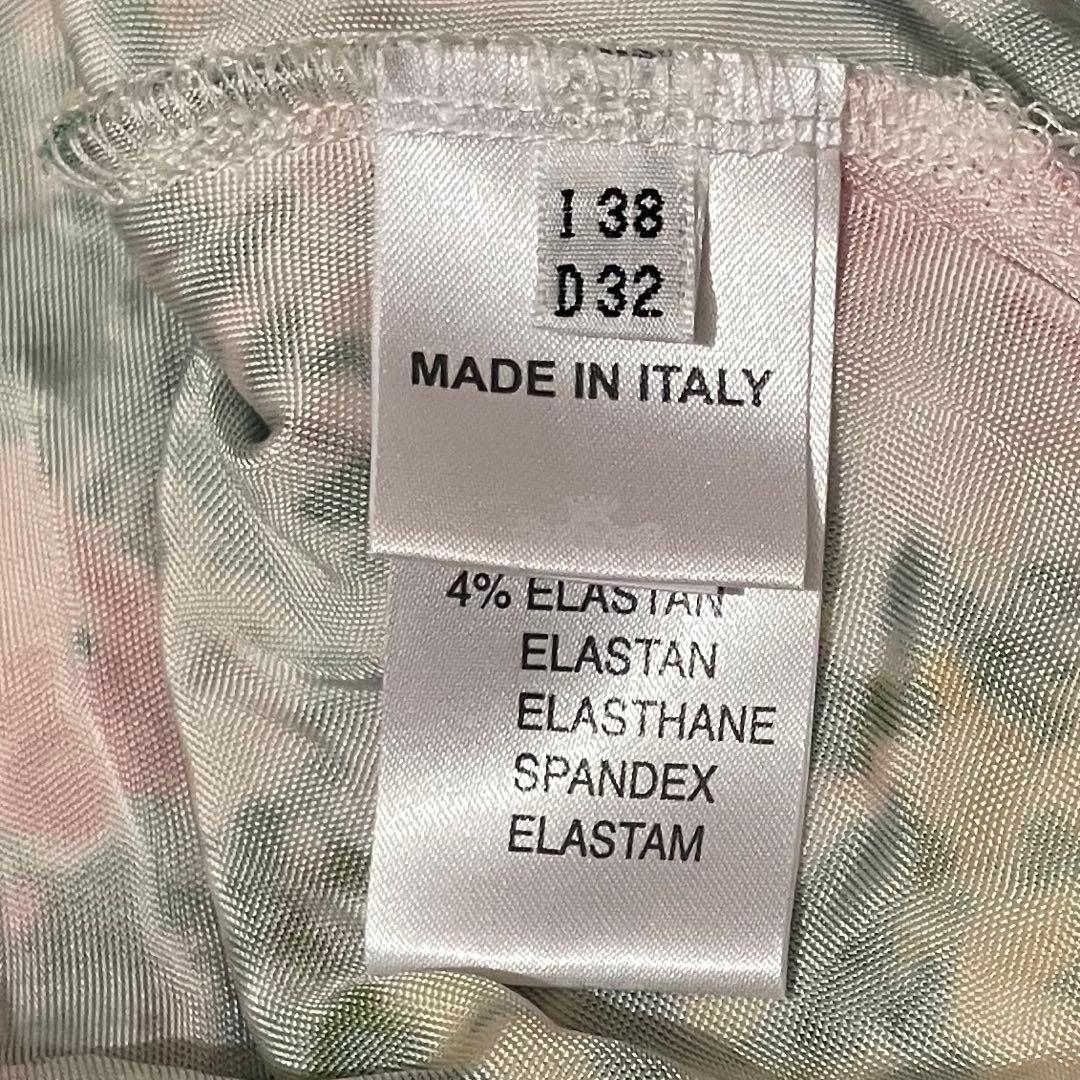 I 38
D 32
MADE IN ITALY
4% ELASTAN
ELASTAN
ELASTHANE
SPANDEX
ELASTAM